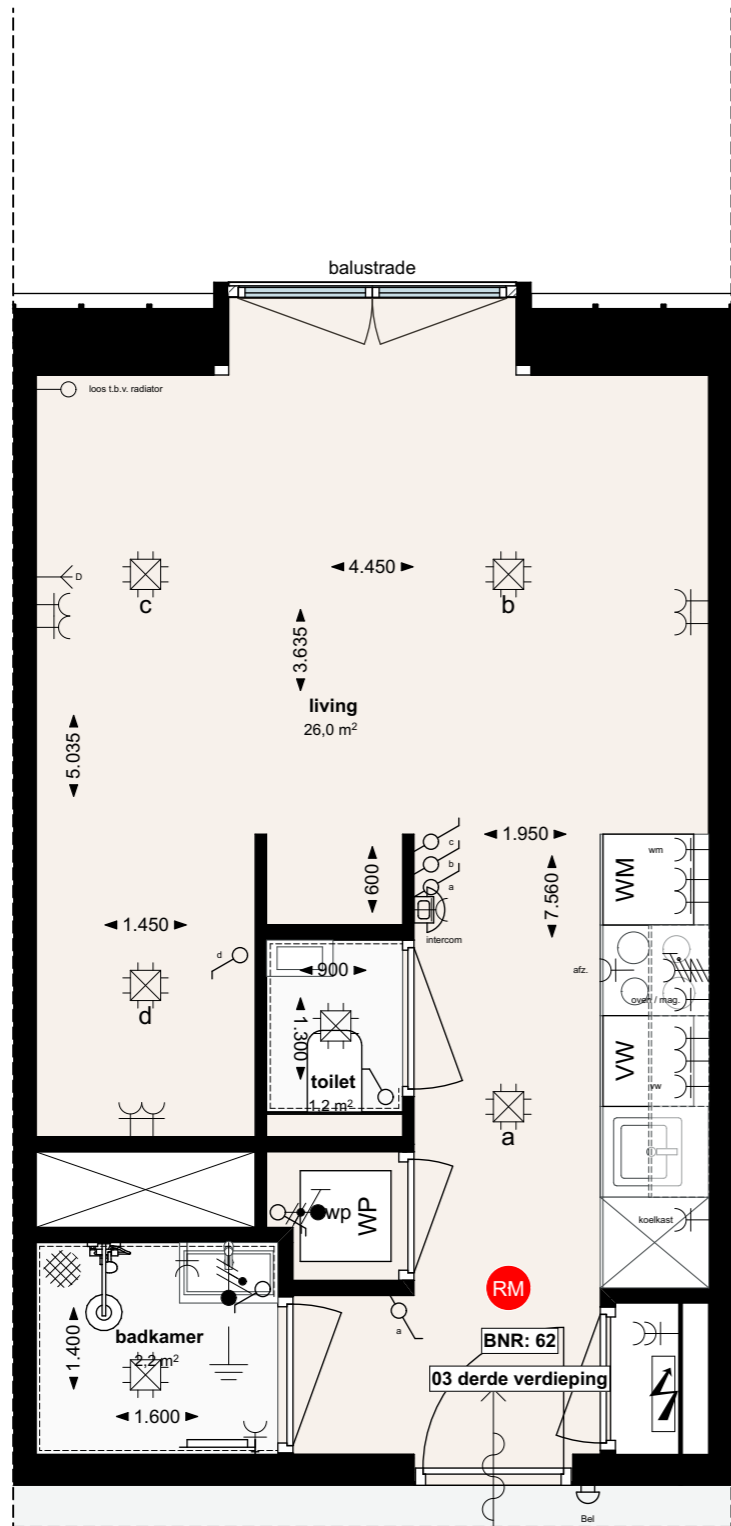 balustrade
loos t.b.v. radiator
4.450
D
c
b
3.635
living
26,0 m²
5.035
1.950
c
b
a
wm
WM
600
7.560
intercom
1.450
d
900
afz.
oven / mag.
d
1.300
toilet
1.2 m²
VW
vw
a
wp
WP
koelkast
RM
a
badkamer
2,2 m²
1.400
BNR: 62
03 derde verdieping
1.600
Bel